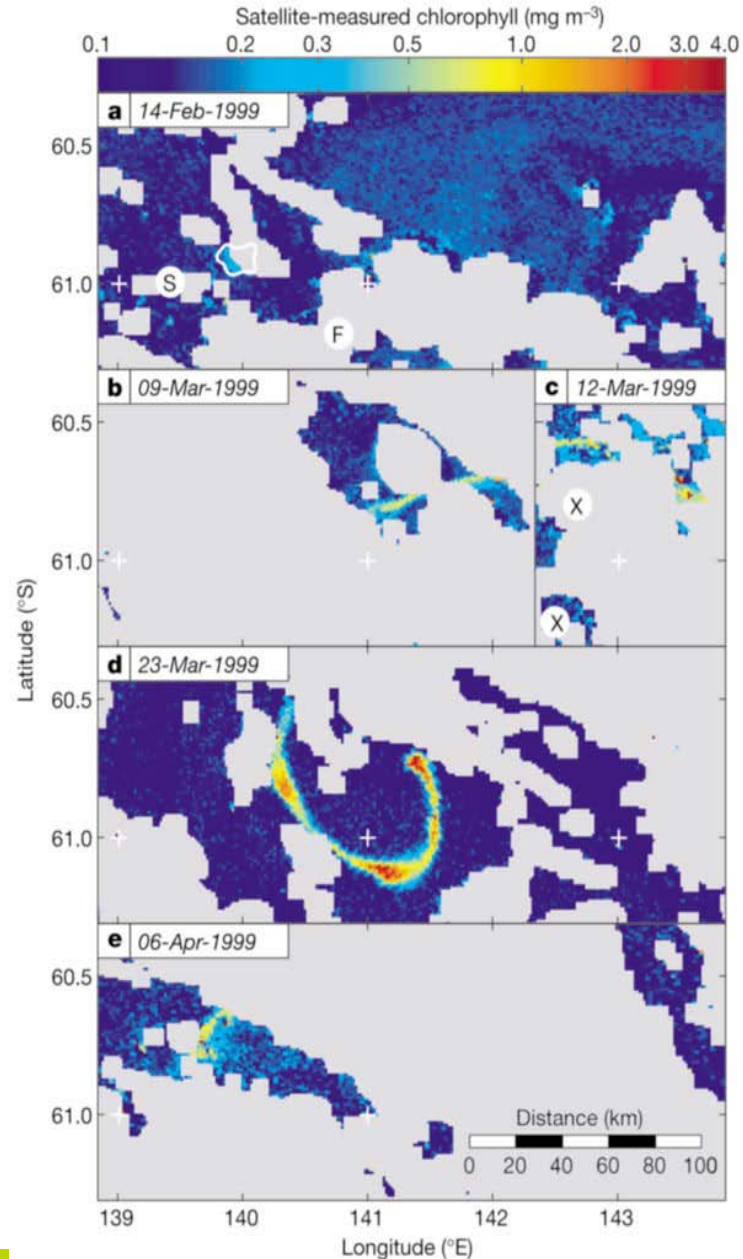 Satellite-measured chlorophyll (mg m⁻³)
0.1 0.2 0.3 0.5 1.0 2.0 3.0 4.0
a 14-Feb-1999
60.5
61.0
S
F
b 09-Mar-1999
c 12-Mar-1999
60.5
X
61.0
X
Latitude (°S)
d 23-Mar-1999
60.5
61.0
e 06-Apr-1999
60.5
61.0
Distance (km)
0 20 40 60 80 100
139 140 141 142 143
Longitude (°E)